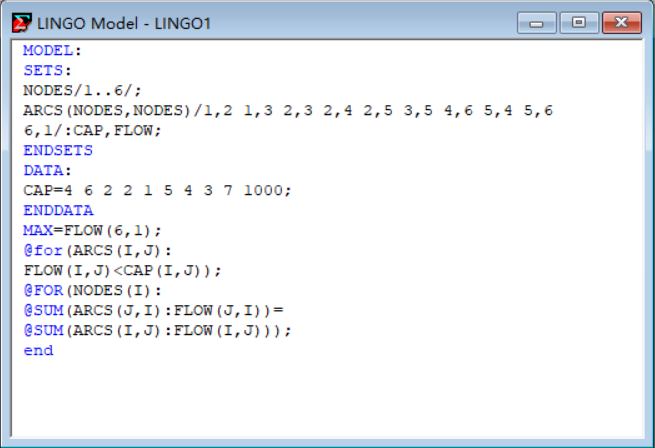 LINGO Model - LINGO1
MODEL:
SETS:
NODES/1..6/;
ARCS(NODES,NODES)/1,2 1,3 2,3 2,4 2,5 3,5 4,6 5,4 5,6
6,1/:CAP,FLOW;
ENDSETS
DATA:
CAP=4 6 2 2 1 5 4 3 7 1000;
ENDDATA
MAX=FLOW(6,1);
@for(ARCS(I,J):
FLOW(I,J)<CAP(I,J));
@FOR(NODES(I):
@SUM(ARCS(J,I):FLOW(J,I))=
@SUM(ARCS(I,J):FLOW(I,J)));
end